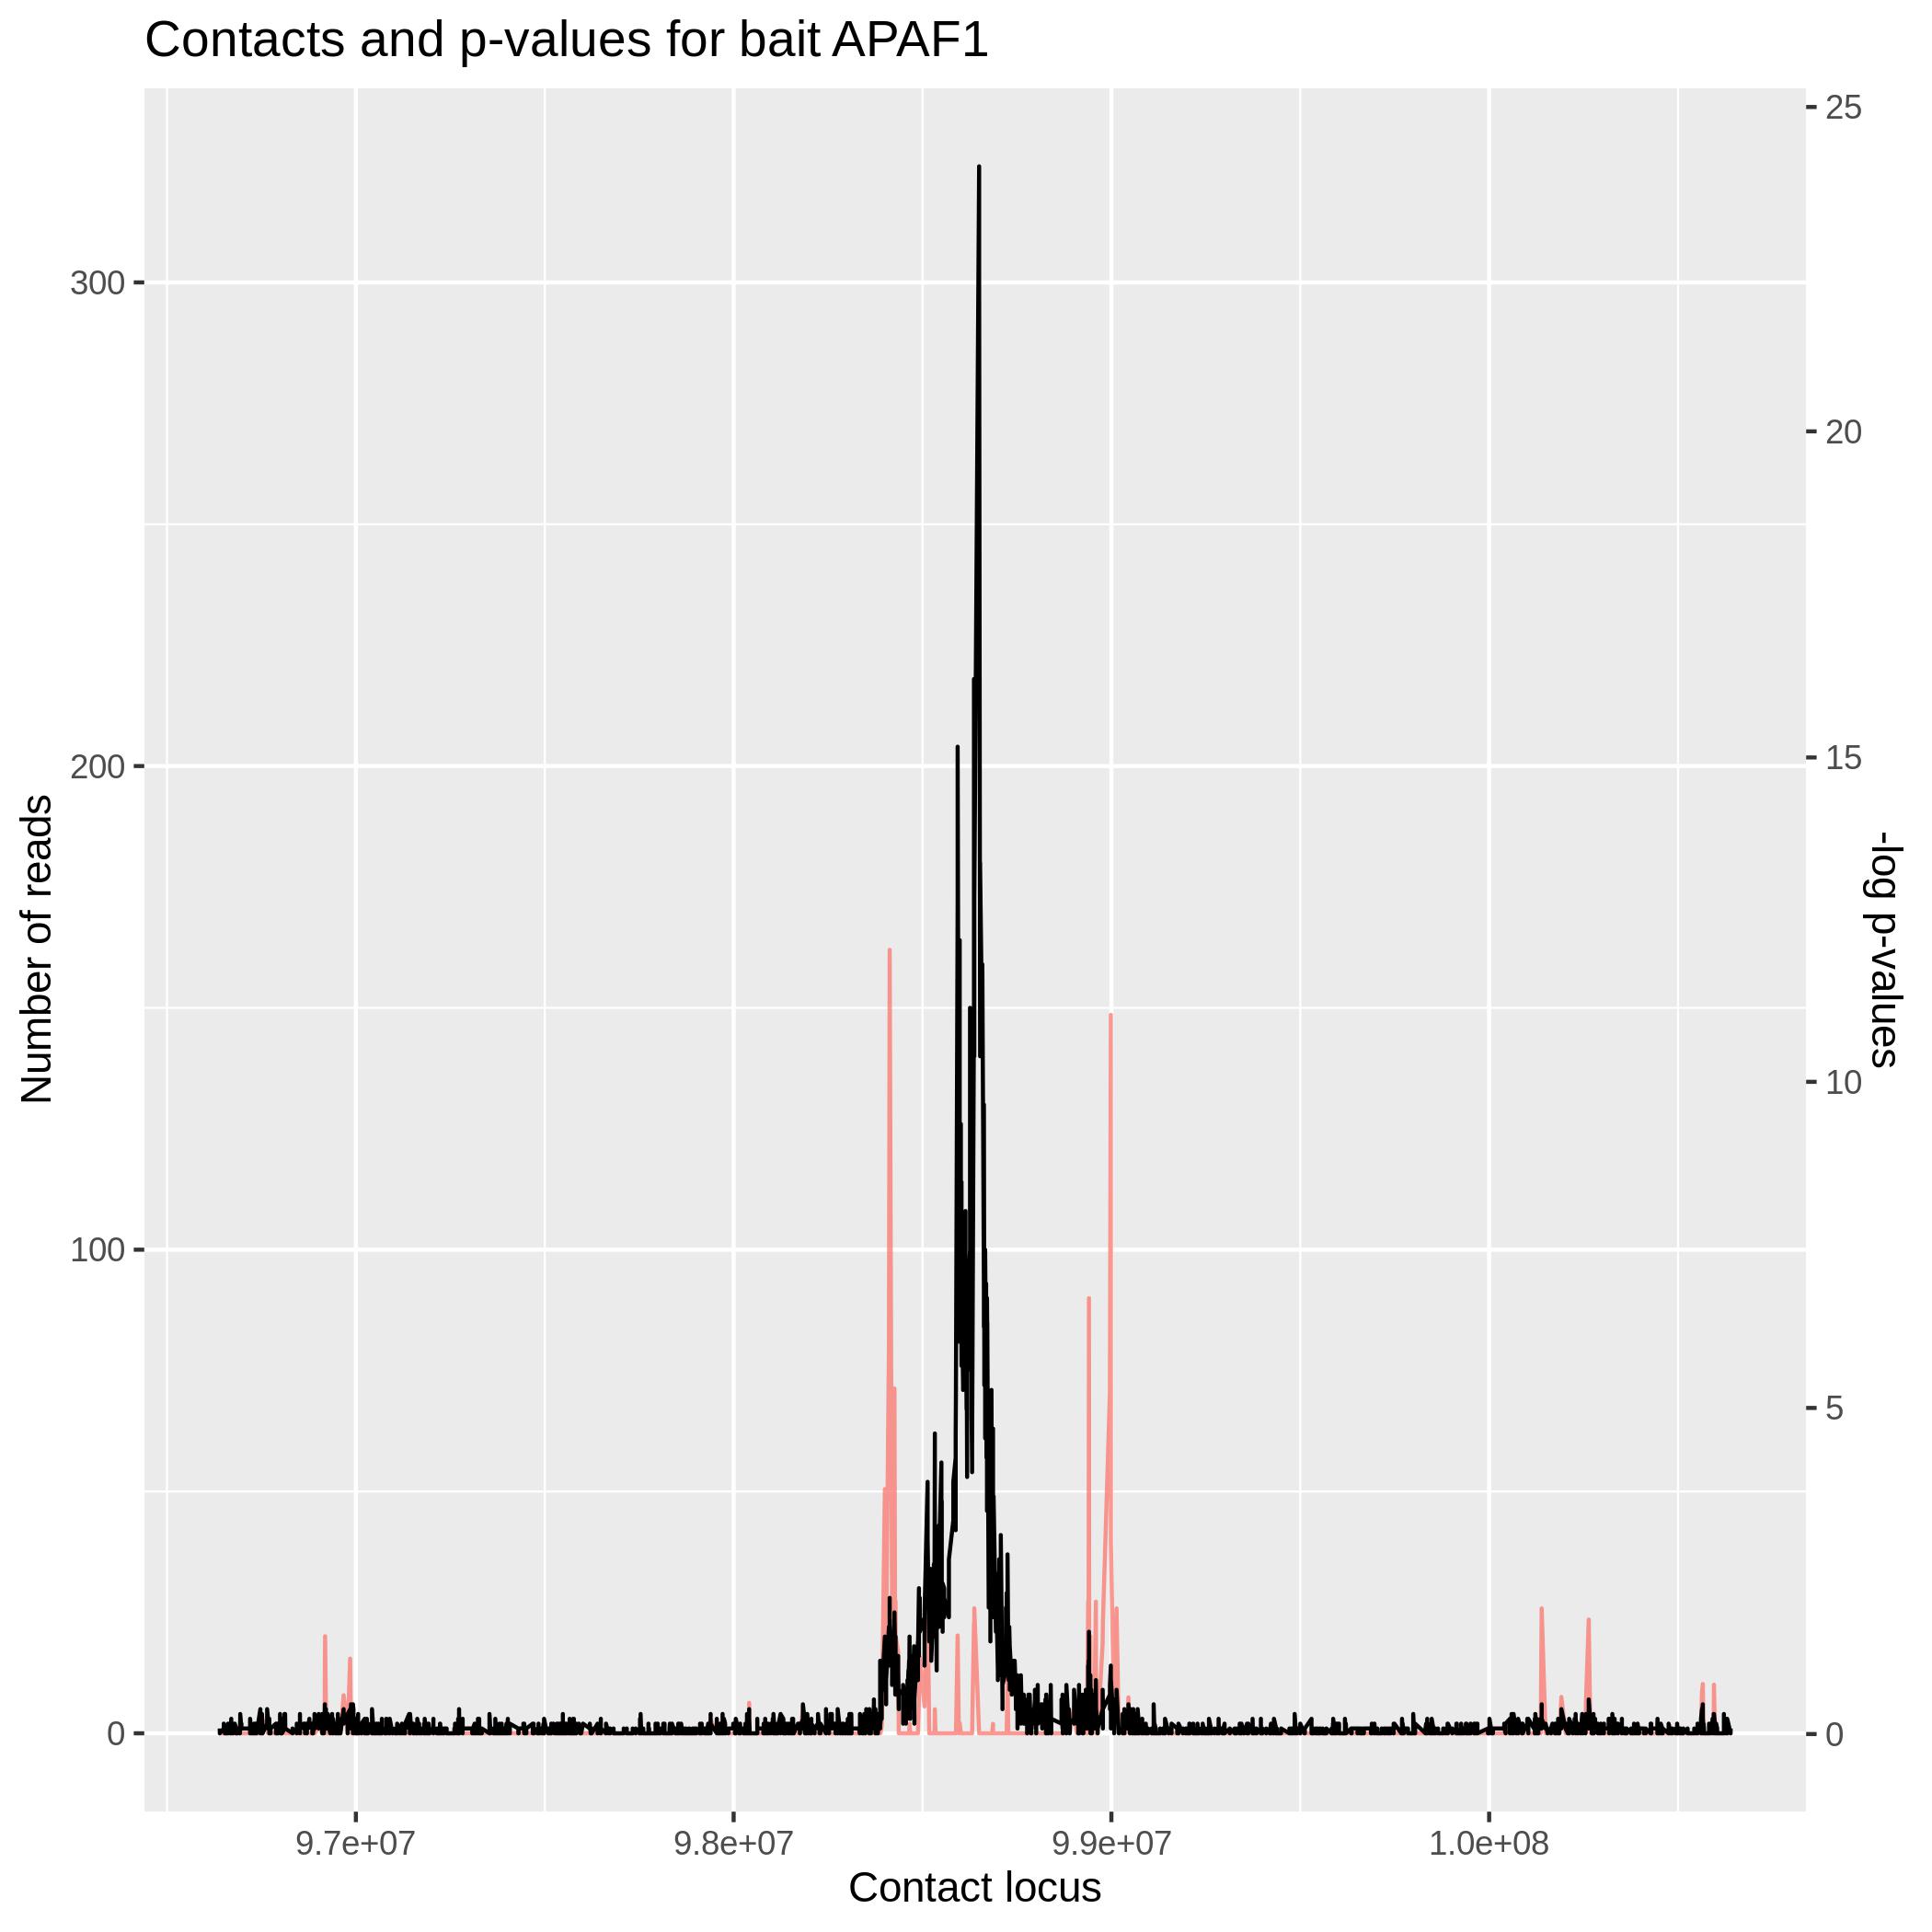 Contacts and p-values for bait APAF1
Number of reads
300
200
100
0
25
20
15
10
5
0
-log p-values
9.7e+07
9.8e+07
9.9e+07
1.0e+08
Contact locus